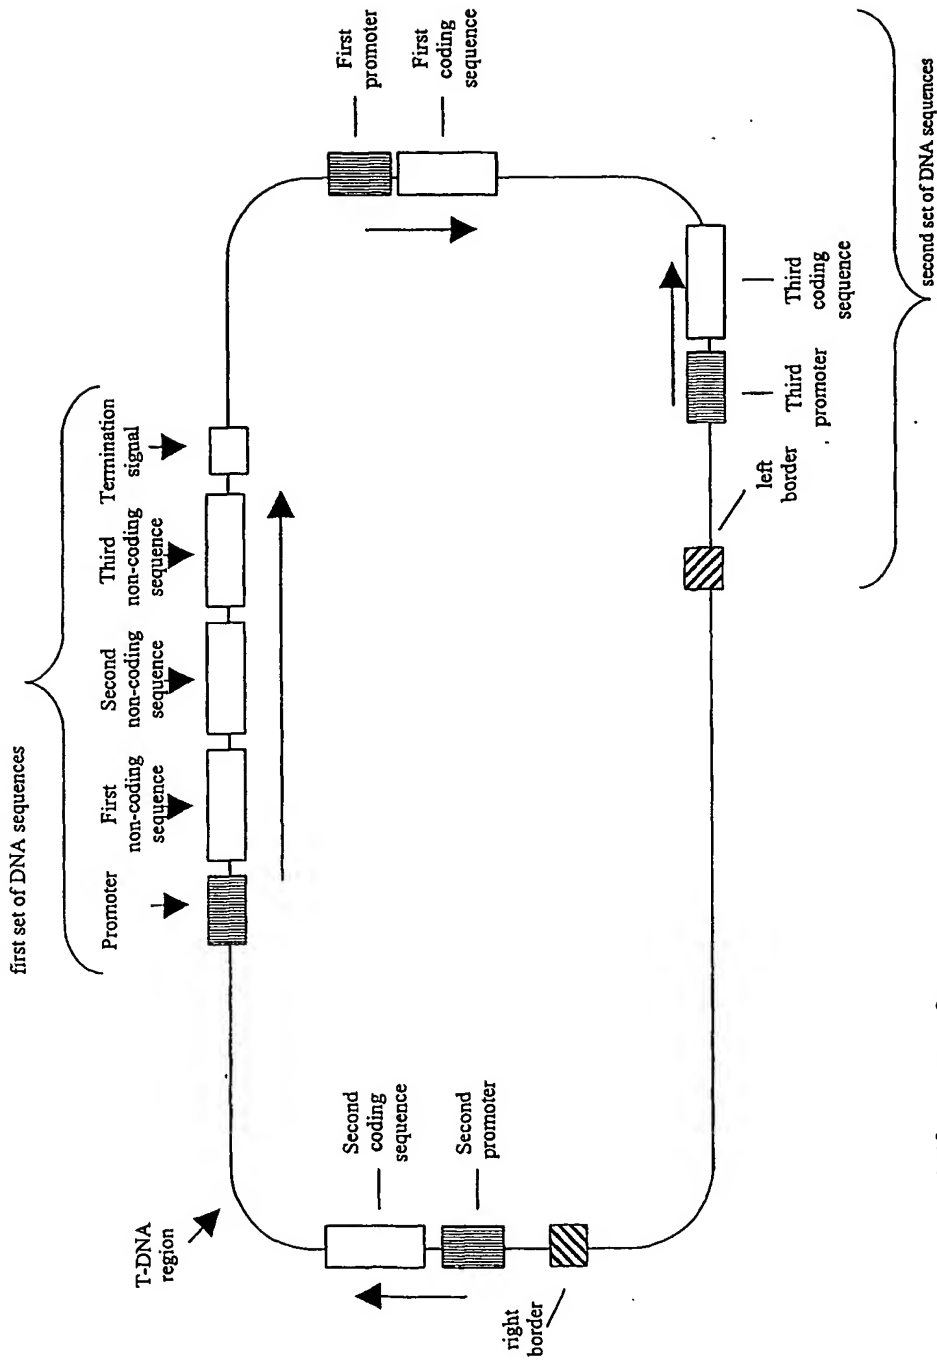 first set of DNA sequences
Promoter
First
non-coding
sequence
Second
non-coding
sequence
Third
non-coding
sequence
Termination
signal
T-DNA
region
Second
coding
sequence
Second
promoter
right
border
First
promoter
First
coding
sequence
left
border
Third
promoter
Third
coding
sequence
second set of DNA sequences